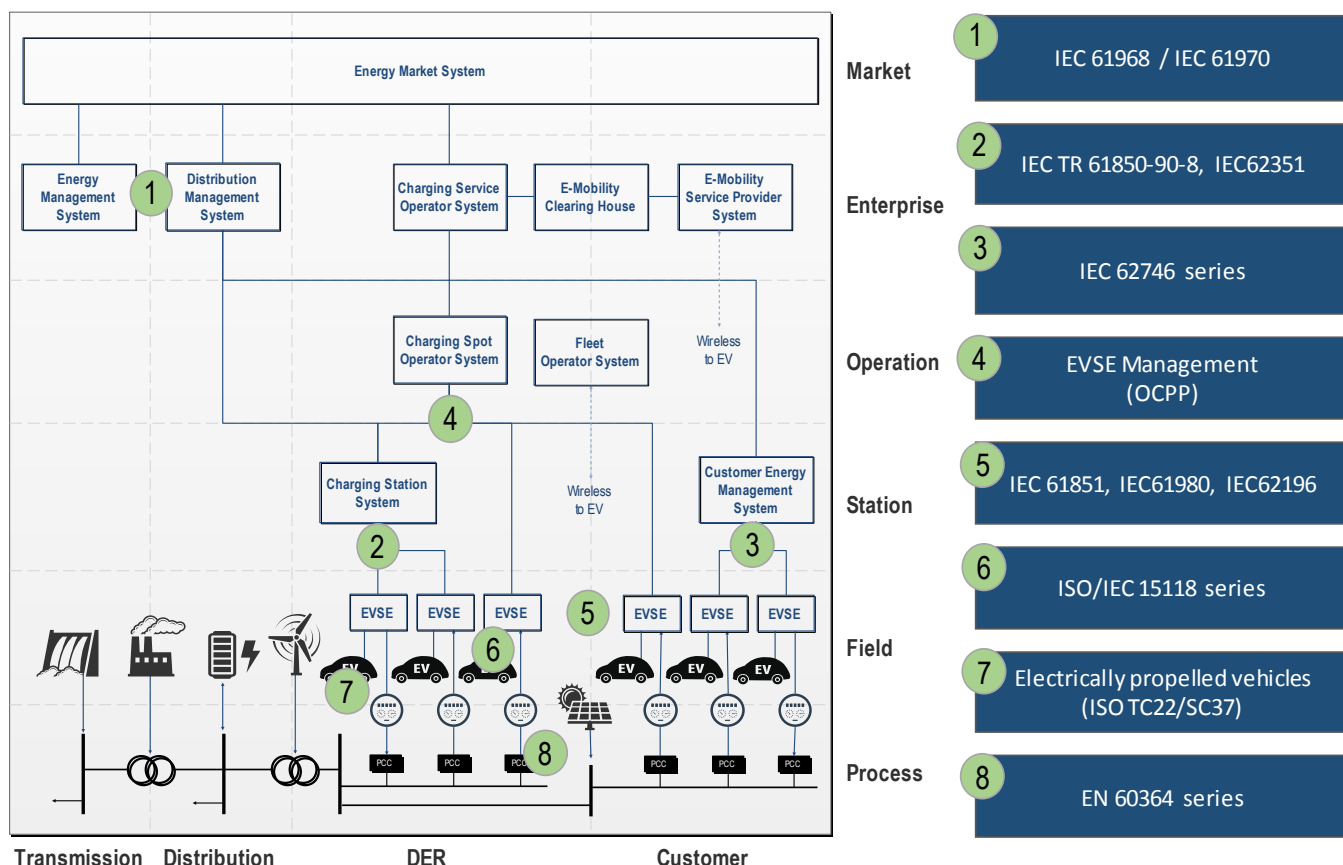 Energy Market System
Energy
Management
System
1
Distribution
Management
System
Charging Service
Operator System
E-Mobility
Clearing House
E-Mobility
Service Provider
System
Charging Spot
Operator System
Fleet
Operator System
Wireless
to EV
4
Charging Station
System
Wireless
to EV
Customer Energy
Management
System
2
3
EVSE
EVSE
EVSE
5
EVSE
EVSE
EVSE
6
EV
EV
EV
EV
EV
7
PCC
PCC
PCC
8
PCC
PCC
PCC
Transmission
Distribution
DER
Customer
Market
Enterprise
Operation
Station
Field
Process
1
IEC 61968 / IEC 61970
2
IEC TR 61850-90-8, IEC62351
3
IEC 62746 series
4
EVSE Management
(OCPP)
5
IEC 61851, IEC61980, IEC62196
6
ISO/IEC 15118 series
7
Electrically propelled vehicles
(ISO TC22/SC37)
8
EN 60364 series